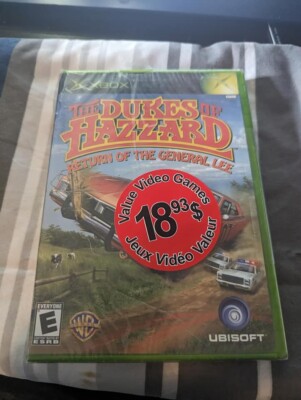 XBOX
THE DUKES OF
HAZZARD
RETURN OF THE GENERAL LEE
Value Video Games
18.93$
Jeux Vidéo Valeur
EVERYONE
E
ESRB
WB
UBISOFT